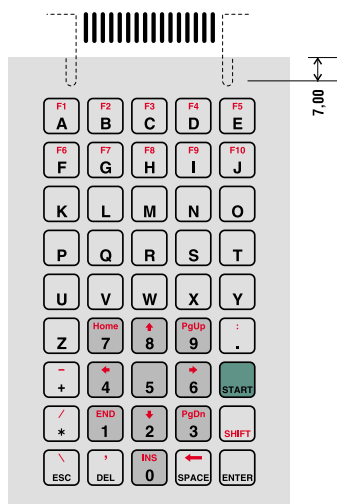 7,00
F1 F2 F3 F4 F5
A B C D E
F6 F7 F8 F9 F10
F G H I J
K L M N O
P Q R S T
U V W X Y
Home ⬆ PgUp :
Z 7 8 9 .
− ⬅ ➡
+ 4 5 6 START
/ END ⬇ PgDn
* 1 2 3 SHIFT
\ ' INS ⬅
ESC DEL 0 SPACE ENTER